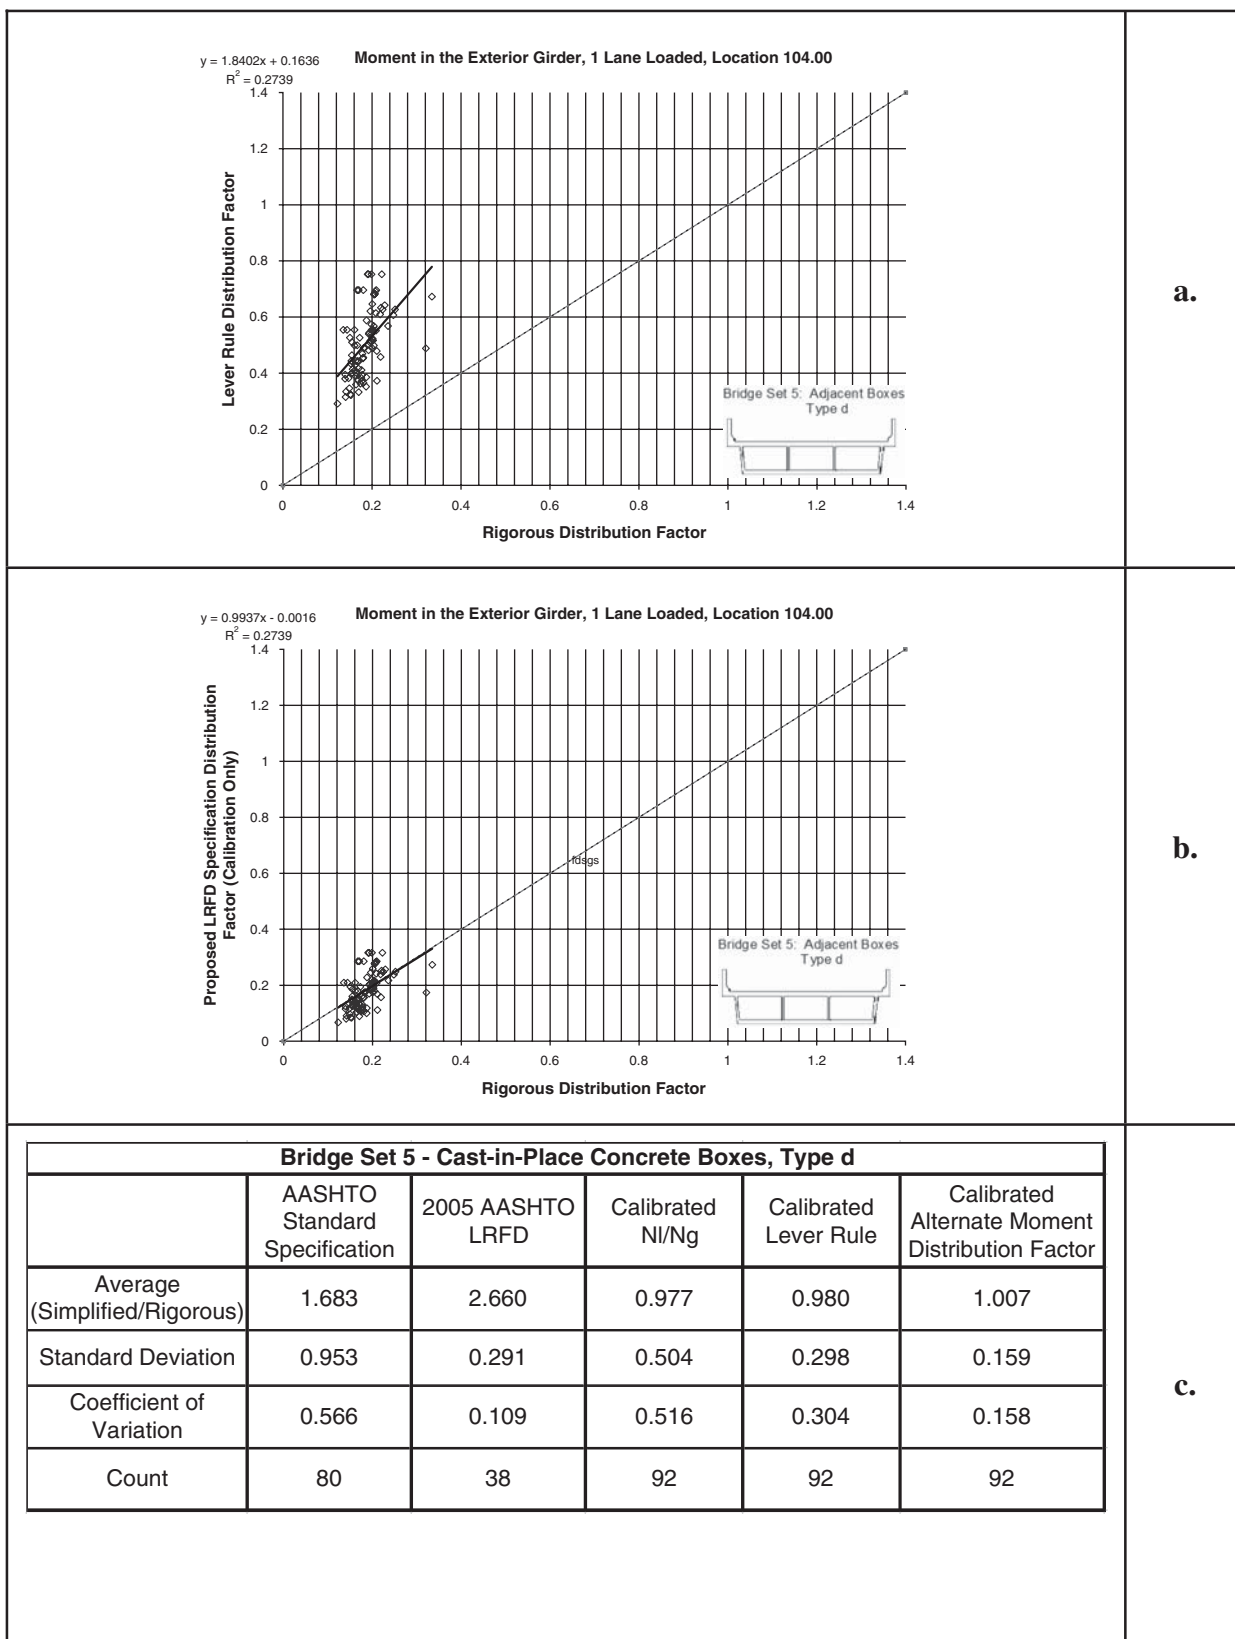 y = 1.8402x + 0.1636
R2 = 0.2739
Moment in the Exterior Girder, 1 Lane Loaded, Location 104.00
1.4
1.2
1
0.8
0.6
0.4
0.2
0
Lever Rule Distribution Factor
0 0.2 0.4 0.6 0.8 1 1.2 1.4
Rigorous Distribution Factor
Bridge Set 5: Adjacent Boxes
Type d
a.
y = 0.9937x - 0.0016
R2 = 0.2739
Moment in the Exterior Girder, 1 Lane Loaded, Location 104.00
1.4
1.2
1
0.8
0.6
0.4
0.2
0
Proposed LRFD Specification Distribution
Factor (Calibration Only)
fdsgs
0 0.2 0.4 0.6 0.8 1 1.2 1.4
Rigorous Distribution Factor
Bridge Set 5: Adjacent Boxes
Type d
b.
Bridge Set 5 - Cast-in-Place Concrete Boxes, Type d
AASHTO
Standard
Specification
2005 AASHTO
LRFD
Calibrated
Nl/Ng
Calibrated
Lever Rule
Calibrated
Alternate Moment
Distribution Factor
Average
(Simplified/Rigorous)
1.683 2.660 0.977 0.980 1.007
Standard Deviation 0.953 0.291 0.504 0.298 0.159
Coefficient of
Variation
0.566 0.109 0.516 0.304 0.158
Count 80 38 92 92 92
c.